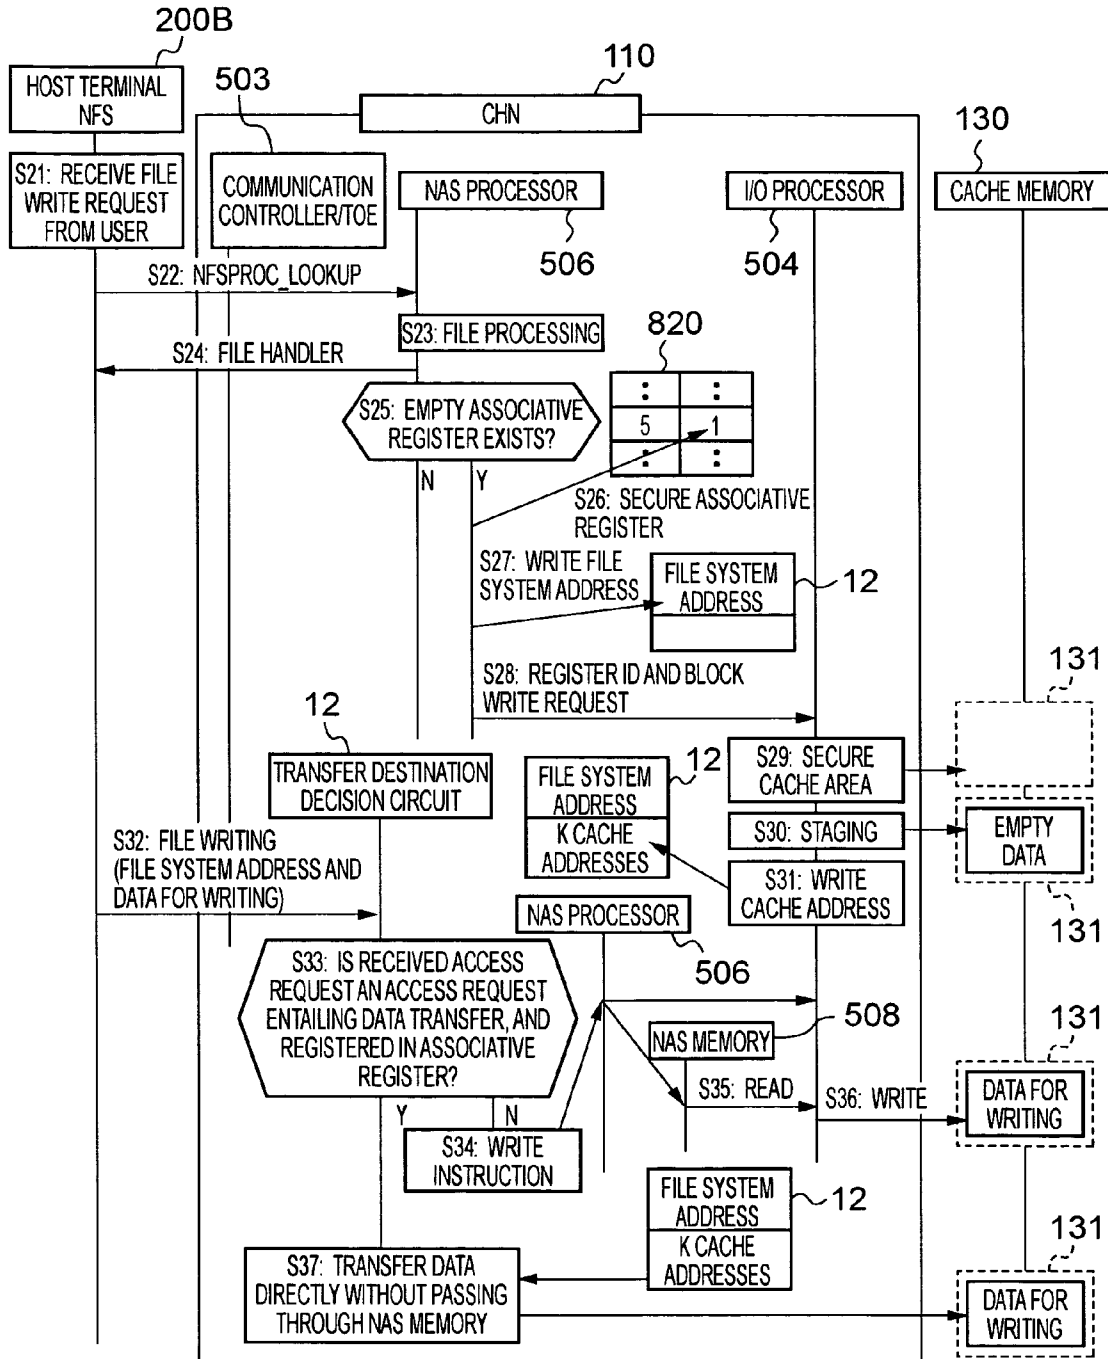 200B
HOST TERMINAL
NFS
503
110
CHN
130
S21: RECEIVE FILE
WRITE REQUEST
FROM USER
COMMUNICATION
CONTROLLER/TOE
NAS PROCESSOR
506
I/O PROCESSOR
504
CACHE MEMORY
S22: NFSPROC_LOOKUP
S23: FILE PROCESSING
S24: FILE HANDLER
820
: :
5 1
: :
S25: EMPTY ASSOCIATIVE
REGISTER EXISTS?
N Y
S26: SECURE ASSOCIATIVE
REGISTER
S27: WRITE FILE
SYSTEM ADDRESS
FILE SYSTEM
ADDRESS
12
S28: REGISTER ID AND BLOCK
WRITE REQUEST
131
12
TRANSFER DESTINATION
DECISION CIRCUIT
FILE SYSTEM
ADDRESS
K CACHE
ADDRESSES
12
S29: SECURE
CACHE AREA
S30: STAGING
EMPTY
DATA
131
S31: WRITE
CACHE ADDRESS
S32: FILE WRITING
(FILE SYSTEM ADDRESS AND
DATA FOR WRITING)
NAS PROCESSOR
506
S33: IS RECEIVED ACCESS
REQUEST AN ACCESS REQUEST
ENTAILING DATA TRANSFER, AND
REGISTERED IN ASSOCIATIVE
REGISTER?
Y N
NAS MEMORY
508
S35: READ
S36: WRITE
131
DATA FOR
WRITING
S34: WRITE
INSTRUCTION
FILE SYSTEM
ADDRESS
K CACHE
ADDRESSES
12
S37: TRANSFER DATA
DIRECTLY WITHOUT PASSING
THROUGH NAS MEMORY
131
DATA FOR
WRITING